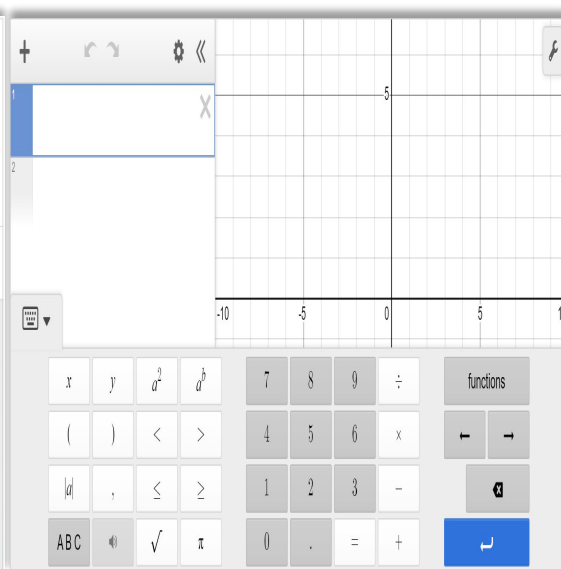 1
5
2
-10 -5 0 5 1
x y a² aᵇ 7 8 9 ÷ functions
( ) < > 4 5 6 × ← →
|a| , ≤ ≥ 1 2 3 −
A B C √ π 0 . = +